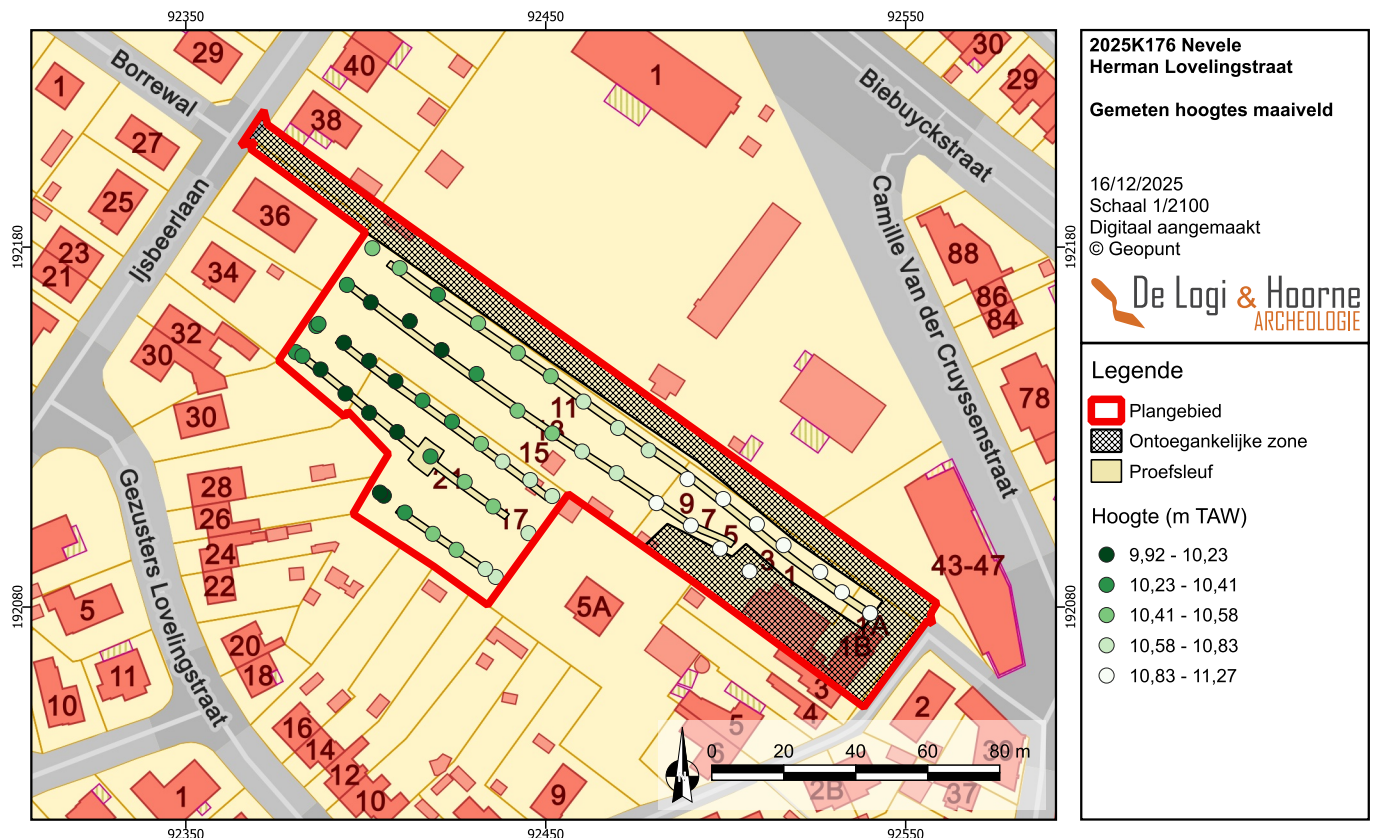 92350
92450
92550
192180
192080
192180
192080
92350
92450
92550
Borrewal
29
40
38
1
27
25
23
21
36
34
32
30
30
Ijsbeerlaan
1
30
29
Biebuyckstraat
Camille Van der Cruyssenstraat
88
86
84
78
43-47
28
26
24
22
20
18
16
14
12
10
Gezusters Lovelingstraat
5
11
10
1
9
5A
11
15
17
9
7
5
3
1
1A
1B
3
4
5
6
2
2B
37
0 20 40 60 80 m
N
2025K176 Nevele
Herman Lovelingstraat
Gemeten hoogtes maaiveld
16/12/2025
Schaal 1/2100
Digitaal aangemaakt
© Geopunt
De Logi & Hoorne
ARCHEOLOGIE
Legende
Plangebied
Ontoegankelijke zone
Proefsleuf
Hoogte (m TAW)
9,92 - 10,23
10,23 - 10,41
10,41 - 10,58
10,58 - 10,83
10,83 - 11,27